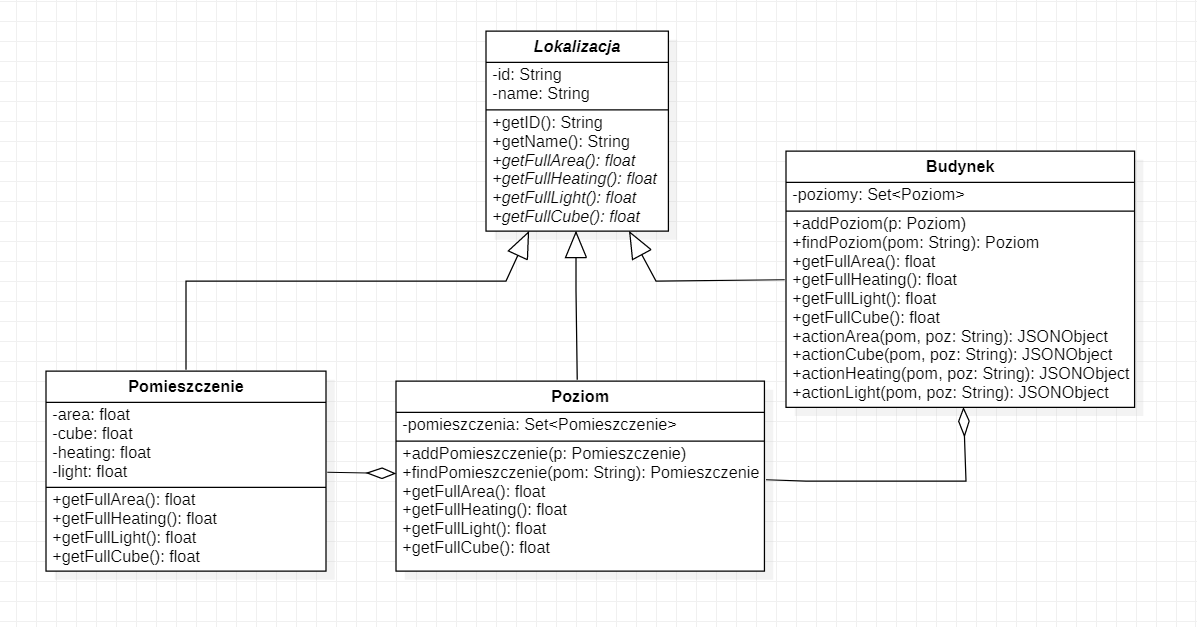 Lokalizacja
-id: String
-name: String
+getID(): String
+getName(): String
+getFullArea(): float
+getFullHeating(): float
+getFullLight(): float
+getFullCube(): float
Budynek
-poziomy: Set<Poziom>
+addPoziom(p: Poziom)
+findPoziom(pom: String): Poziom
+getFullArea(): float
+getFullHeating(): float
+getFullLight(): float
+getFullCube(): float
+actionArea(pom, poz: String): JSONObject
+actionCube(pom, poz: String): JSONObject
+actionHeating(pom, poz: String): JSONObject
+actionLight(pom, poz: String): JSONObject
Pomieszczenie
-area: float
-cube: float
-heating: float
-light: float
+getFullArea(): float
+getFullHeating(): float
+getFullLight(): float
+getFullCube(): float
Poziom
-pomieszczenia: Set<Pomieszczenie>
+addPomieszczenie(p: Pomieszczenie)
+findPomieszczenie(pom: String): Pomieszczenie
+getFullArea(): float
+getFullHeating(): float
+getFullLight(): float
+getFullCube(): float